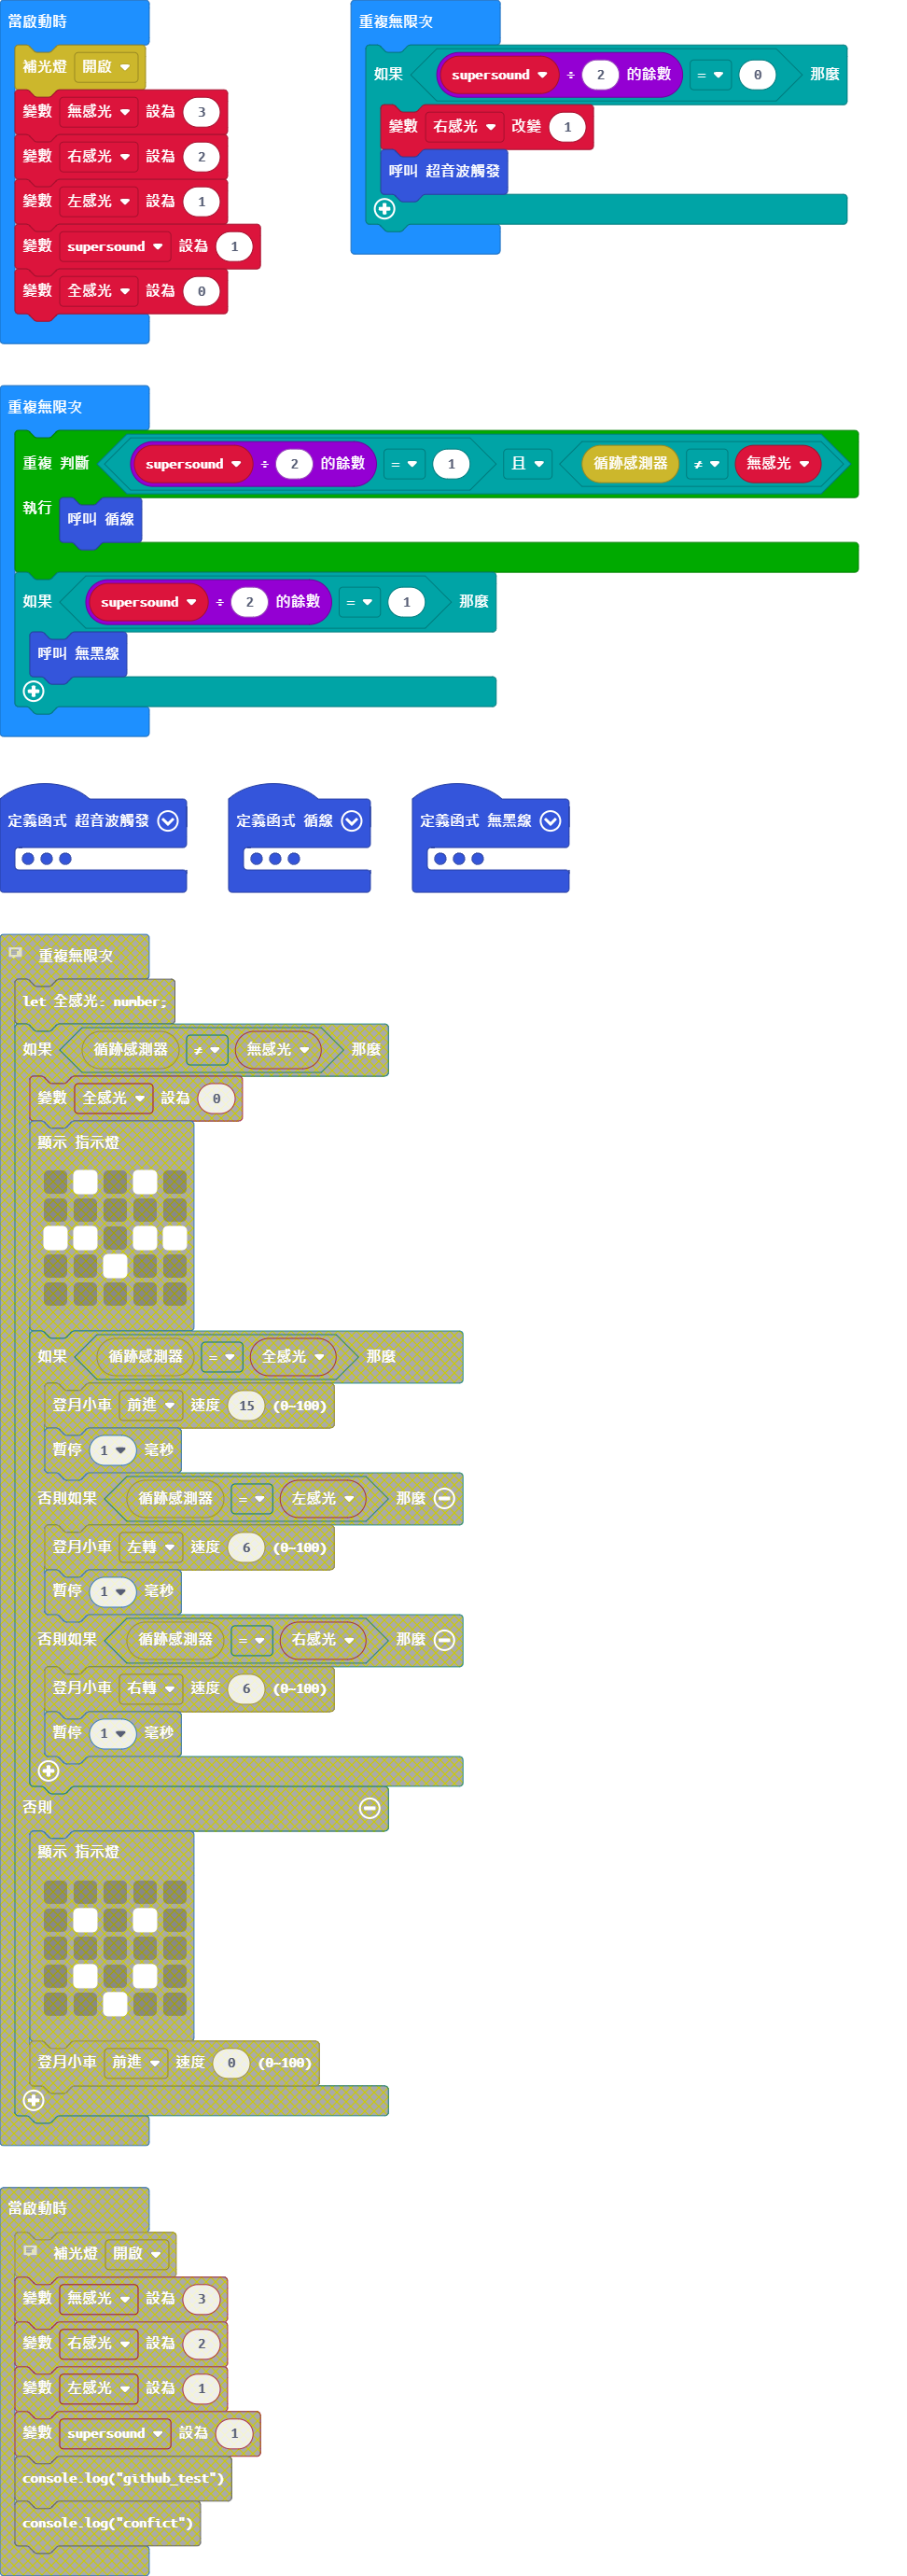 當啟動時
補光燈 開啟
變數 無感光 設為 3
變數 右感光 設為 2
變數 左感光 設為 1
變數 supersound 設為 1
變數 全感光 設為 0
重複無限次
如果 supersound ÷ 2 的餘數 = 0 那麼
變數 右感光 改變 1
呼叫 超音波觸發
重複無限次
重複 判斷 supersound ÷ 2 的餘數 = 1 且 循跡感測器 ≠ 無感光
執行 呼叫 循線
如果 supersound ÷ 2 的餘數 = 1 那麼
呼叫 無黑線
定義函式 超音波觸發
定義函式 循線
定義函式 無黑線
重複無限次
let 全感光: number;
如果 循跡感測器 ≠ 無感光 那麼
變數 全感光 設為 0
顯示 指示燈
如果 循跡感測器 = 全感光 那麼
登月小車 前進 速度 15 (0~100)
暫停 1 毫秒
否則如果 循跡感測器 = 左感光 那麼
登月小車 左轉 速度 6 (0~100)
暫停 1 毫秒
否則如果 循跡感測器 = 右感光 那麼
登月小車 右轉 速度 6 (0~100)
暫停 1 毫秒
否則
顯示 指示燈
登月小車 前進 速度 0 (0~100)
當啟動時
補光燈 開啟
變數 無感光 設為 3
變數 右感光 設為 2
變數 左感光 設為 1
變數 supersound 設為 1
console.log("github_test")
console.log("confict")